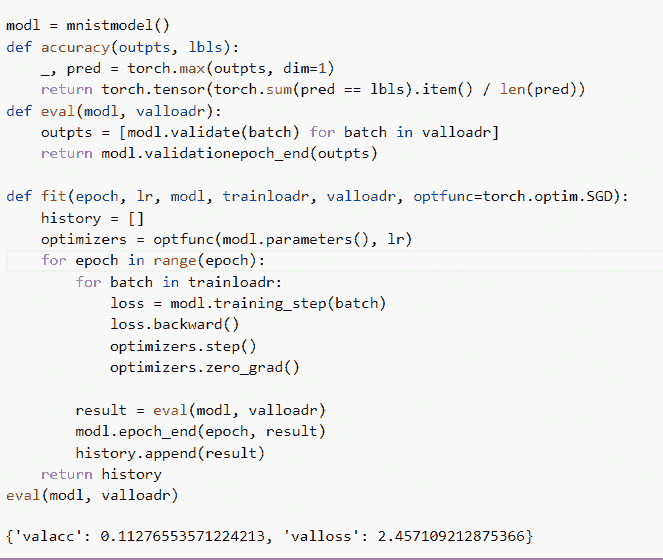 modl = mnistmodel()
def accuracy(outpts, lbls):
    _, pred = torch.max(outpts, dim=1)
    return torch.tensor(torch.sum(pred == lbls).item() / len(pred))
def eval(modl, valloadr):
    outpts = [modl.validate(batch) for batch in valloadr]
    return modl.validationepoch_end(outpts)

def fit(epoch, lr, modl, trainloadr, valloadr, optfunc=torch.optim.SGD):
    history = []
    optimizers = optfunc(modl.parameters(), lr)
    for epoch in range(epoch):
        for batch in trainloadr:
            loss = modl.training_step(batch)
            loss.backward()
            optimizers.step()
            optimizers.zero_grad()

        result = eval(modl, valloadr)
        modl.epoch_end(epoch, result)
        history.append(result)
    return history
eval(modl, valloadr)

{'valacc': 0.11276553571224213, 'valloss': 2.457109212875366}